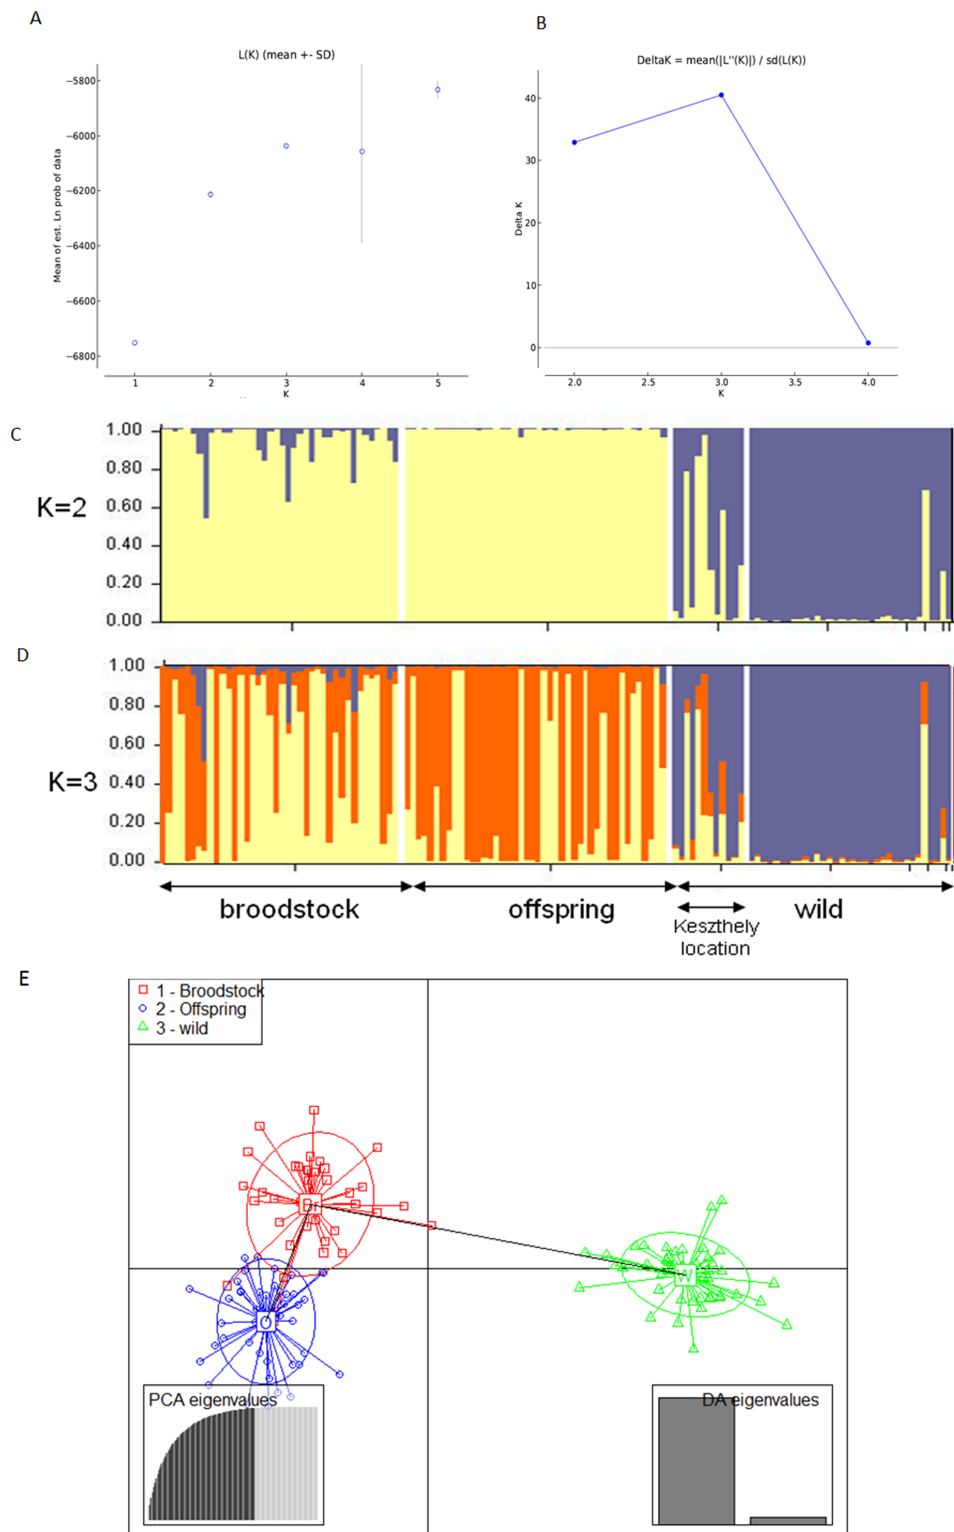 A
B
L(K) (mean +- SD)
DeltaK = mean(|L''(K)|) / sd(L(K))
Mean of est. Ln prob of data
−5800
−6000
−6200
−6400
−6600
−6800
1 2 3 4 5
K
Delta K
40
30
20
10
0
2.0 2.5 3.0 3.5 4.0
K
C
K=2
1.00
0.80
0.60
0.40
0.20
0.00
D
K=3
1.00
0.80
0.60
0.40
0.20
0.00
broodstock offspring wild
Keszthely
location
E
1 - Broodstock
2 - Offspring
3 - wild
B
O
W
PCA eigenvalues
DA eigenvalues